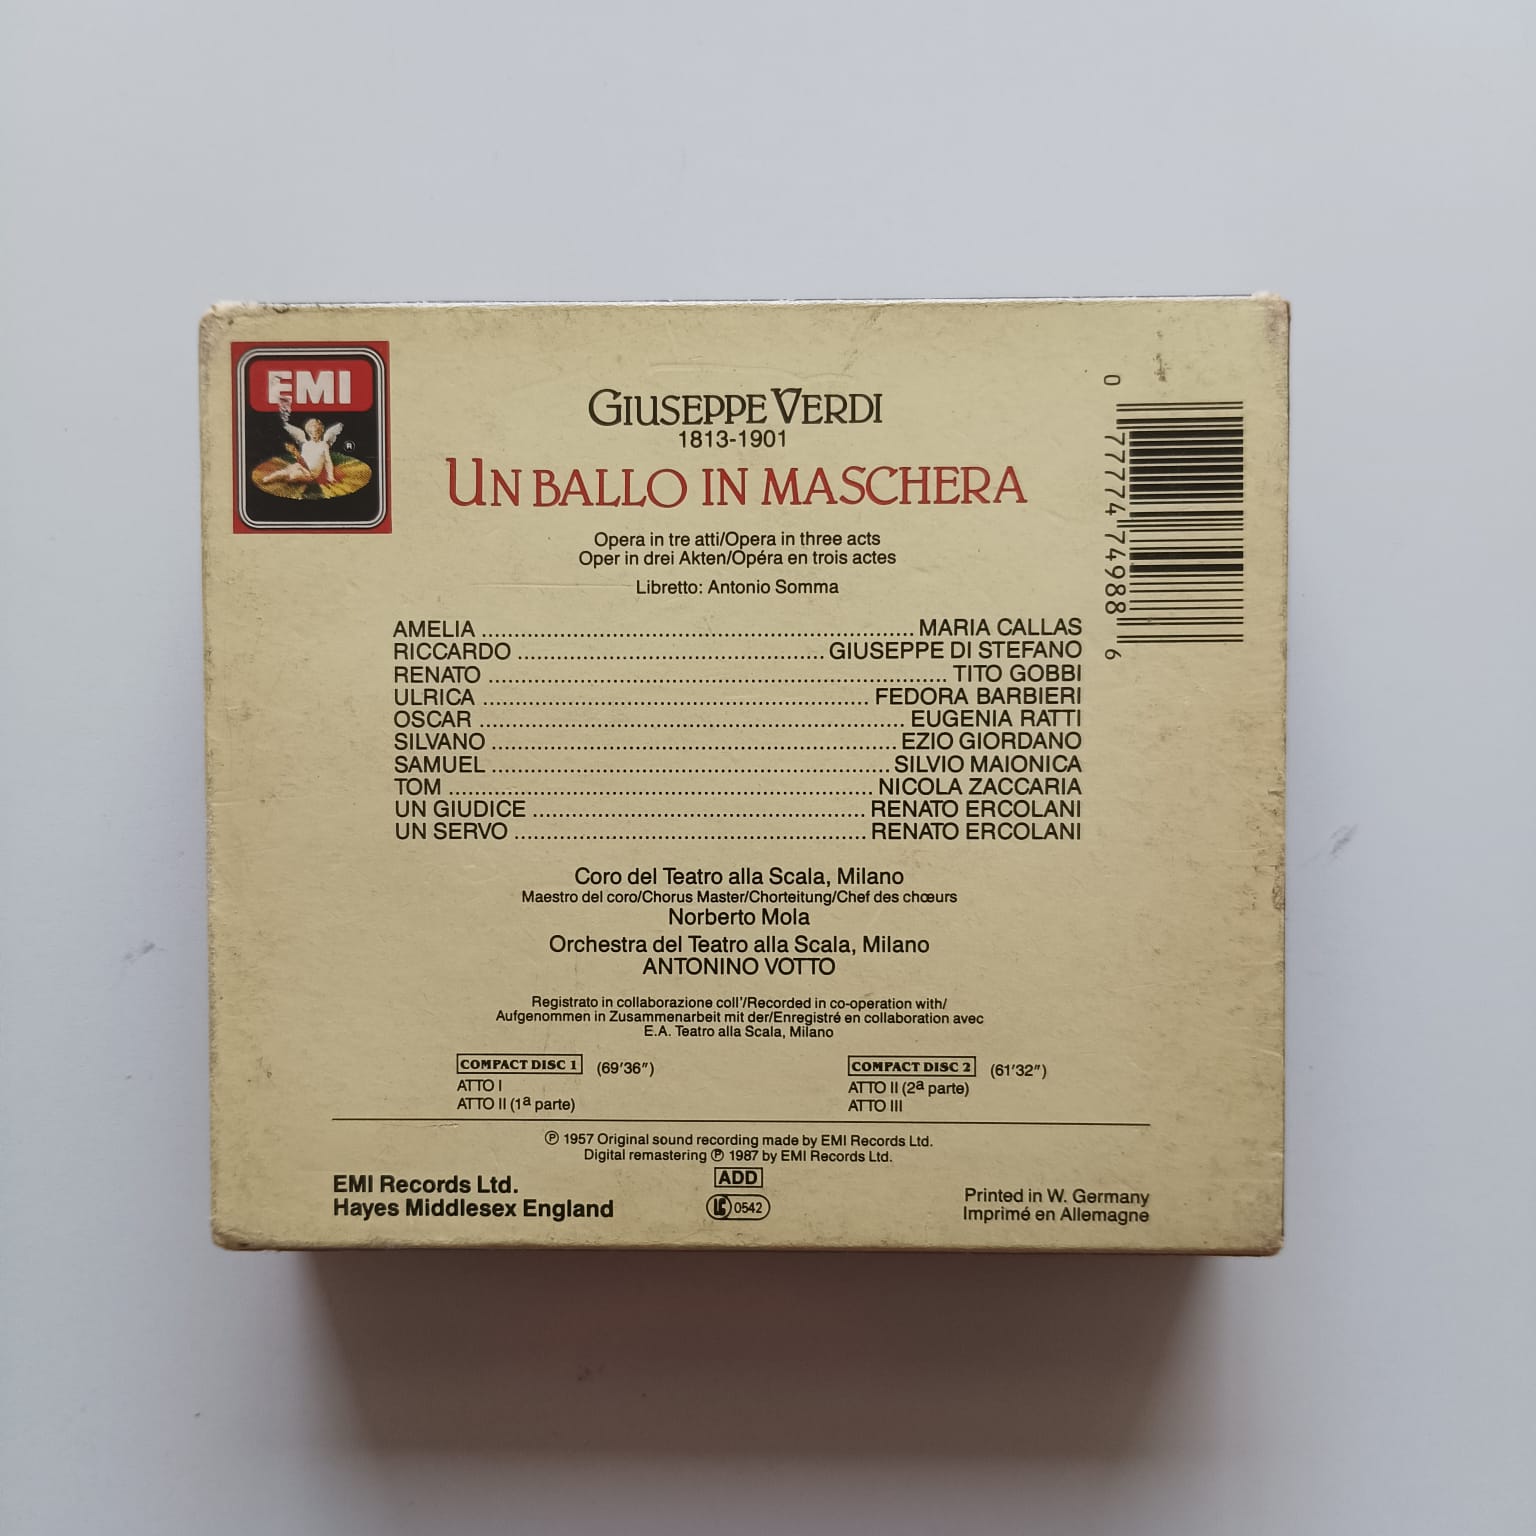 EMI
®
GIUSEPPE VERDI
1813-1901
UN BALLO IN MASCHERA
Opera in tre atti/Opera in three acts
Oper in drei Akten/Opéra en trois actes
Libretto: Antonio Somma
AMELIA ........................ MARIA CALLAS
RICCARDO ........................ GIUSEPPE DI STEFANO
RENATO ........................ TITO GOBBI
ULRICA ........................ FEDORA BARBIERI
OSCAR ........................ EUGENIA RATTI
SILVANO ........................ EZIO GIORDANO
SAMUEL ........................ SILVIO MAIONICA
TOM ........................ NICOLA ZACCARIA
UN GIUDICE ........................ RENATO ERCOLANI
UN SERVO ........................ RENATO ERCOLANI
Coro del Teatro alla Scala, Milano
Maestro del coro/Chorus Master/Chorteitung/Chef des chœurs
Norberto Mola
Orchestra del Teatro alla Scala, Milano
ANTONINO VOTTO
Registrato in collaborazione coll'/Recorded in co-operation with/
Aufgenommen in Zusammenarbeit mit der/Enregistré en collaboration avec
E.A. Teatro alla Scala, Milano
COMPACT DISC 1 (69'36")
ATTO I
ATTO II (1ª parte)
COMPACT DISC 2 (61'32")
ATTO II (2ª parte)
ATTO III
℗ 1957 Original sound recording made by EMI Records Ltd.
Digital remastering ℗ 1987 by EMI Records Ltd.
ADD
LC 0542
EMI Records Ltd.
Hayes Middlesex England
Printed in W. Germany
Imprimé en Allemagne
0 77774 74988 6